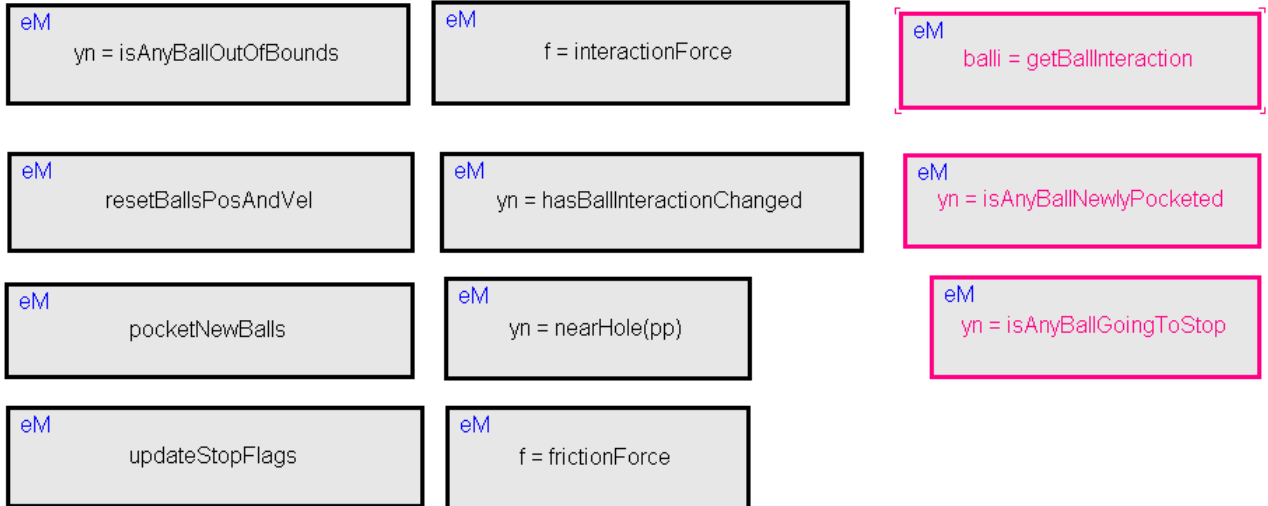 eM
yn = isAnyBallOutOfBounds
eM
f = interactionForce
eM
balli = getBallInteraction
eM
resetBallsPosAndVel
eM
yn = hasBallInteractionChanged
eM
yn = isAnyBallNewlyPocketed
eM
pocketNewBalls
eM
yn = nearHole(pp)
eM
yn = isAnyBallGoingToStop
eM
updateStopFlags
eM
f = frictionForce